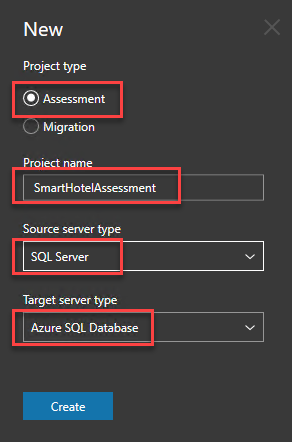 New
Project type
Assessment
Migration
Project name
SmartHotelAssessment
Source server type
SQL Server
Target server type
Azure SQL Database
Create